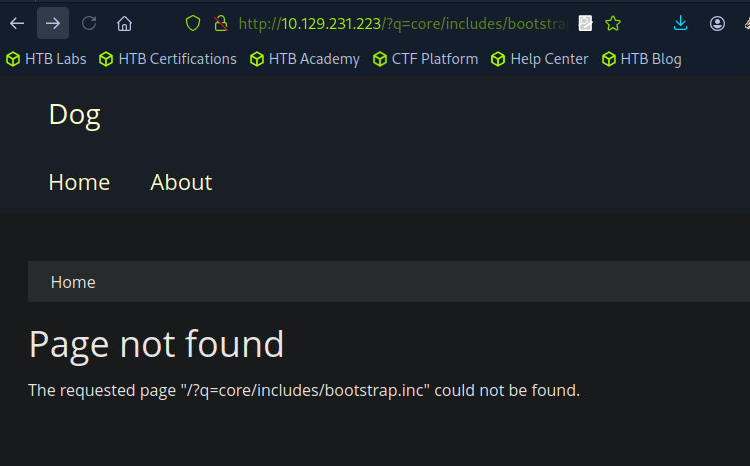 http://10.129.231.223/?q=core/includes/bootstra
HTB Labs HTB Certifications HTB Academy CTF Platform Help Center HTB Blog
Dog
Home About
Home
Page not found
The requested page "/?q=core/includes/bootstrap.inc" could not be found.